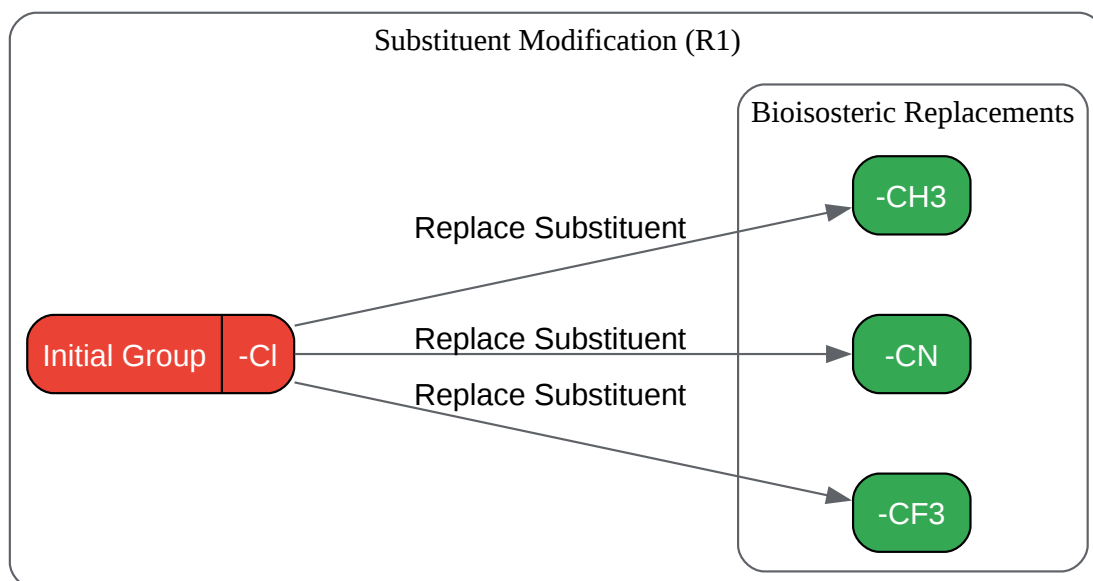 Substituent Modification (R1)
Bioisosteric Replacements
-CH3
Replace Substituent
Initial Group
-Cl
Replace Substituent
-CN
Replace Substituent
-CF3